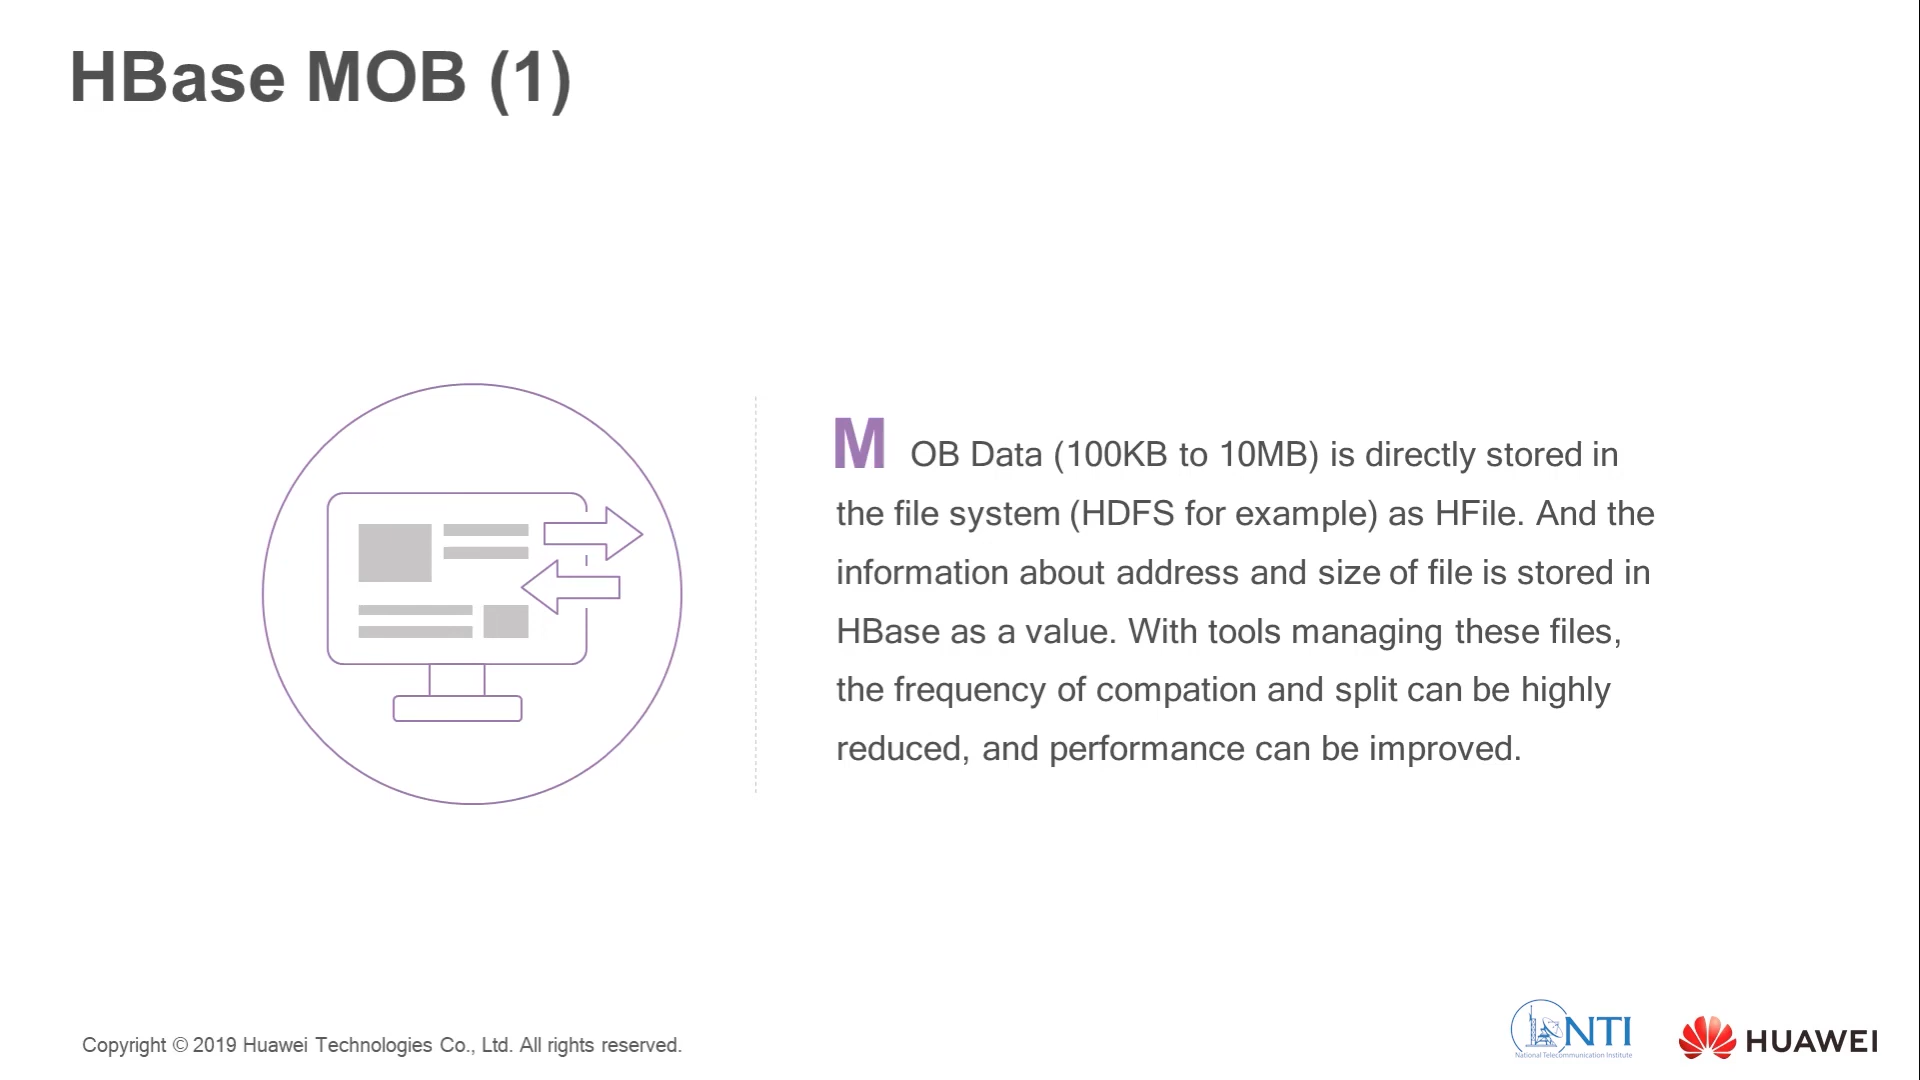 HBase MOB (1)
MOB Data (100KB to 10MB) is directly stored in
the file system (HDFS for example) as HFile. And the
information about address and size of file is stored in
HBase as a value. With tools managing these files,
the frequency of compation and split can be highly
reduced, and performance can be improved.
Copyright © 2019 Huawei Technologies Co., Ltd. All rights reserved.
NTI
National Telecommunication Institute
HUAWEI